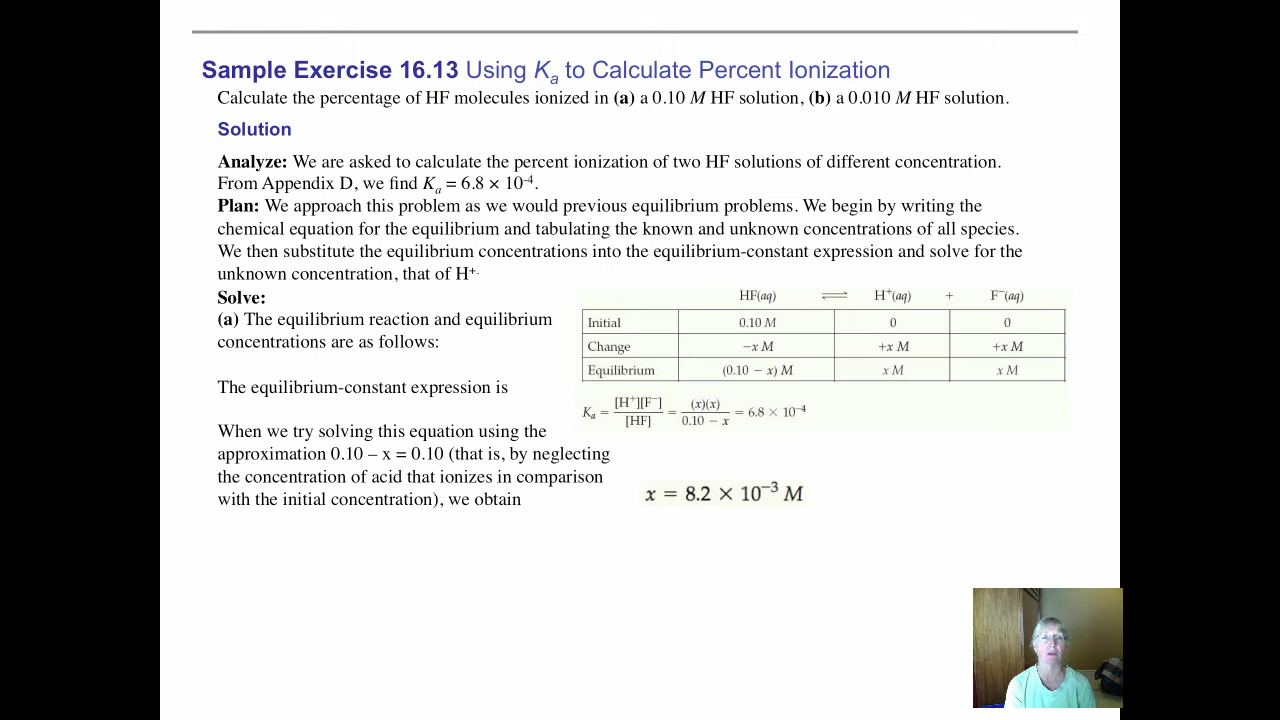 Sample Exercise 16.13 Using Ka to Calculate Percent Ionization
Calculate the percentage of HF molecules ionized in (a) a 0.10 M HF solution, (b) a 0.010 M HF solution.
Solution
Analyze: We are asked to calculate the percent ionization of two HF solutions of different concentration.
From Appendix D, we find Ka = 6.8 × 10-4.
Plan: We approach this problem as we would previous equilibrium problems. We begin by writing the
chemical equation for the equilibrium and tabulating the known and unknown concentrations of all species.
We then substitute the equilibrium concentrations into the equilibrium-constant expression and solve for the
unknown concentration, that of H+.
Solve:
(a) The equilibrium reaction and equilibrium
concentrations are as follows:
HF(aq) ⇌ H+(aq) + F−(aq)
Initial 0.10 M 0 0
Change −x M +x M +x M
Equilibrium (0.10 − x) M x M x M
The equilibrium-constant expression is
Ka = [H+][F−] / [HF] = (x)(x) / 0.10 − x = 6.8 × 10−4
When we try solving this equation using the
approximation 0.10 – x = 0.10 (that is, by neglecting
the concentration of acid that ionizes in comparison
with the initial concentration), we obtain
x = 8.2 × 10−3 M